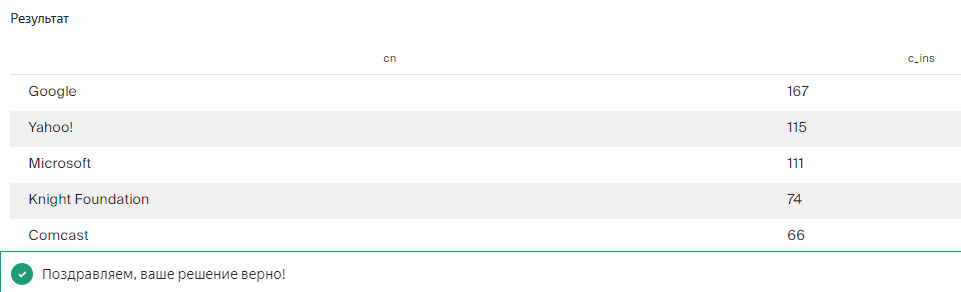 Результат
cn c_ins
Google 167
Yahoo! 115
Microsoft 111
Knight Foundation 74
Comcast 66
Поздравляем, ваше решение верно!